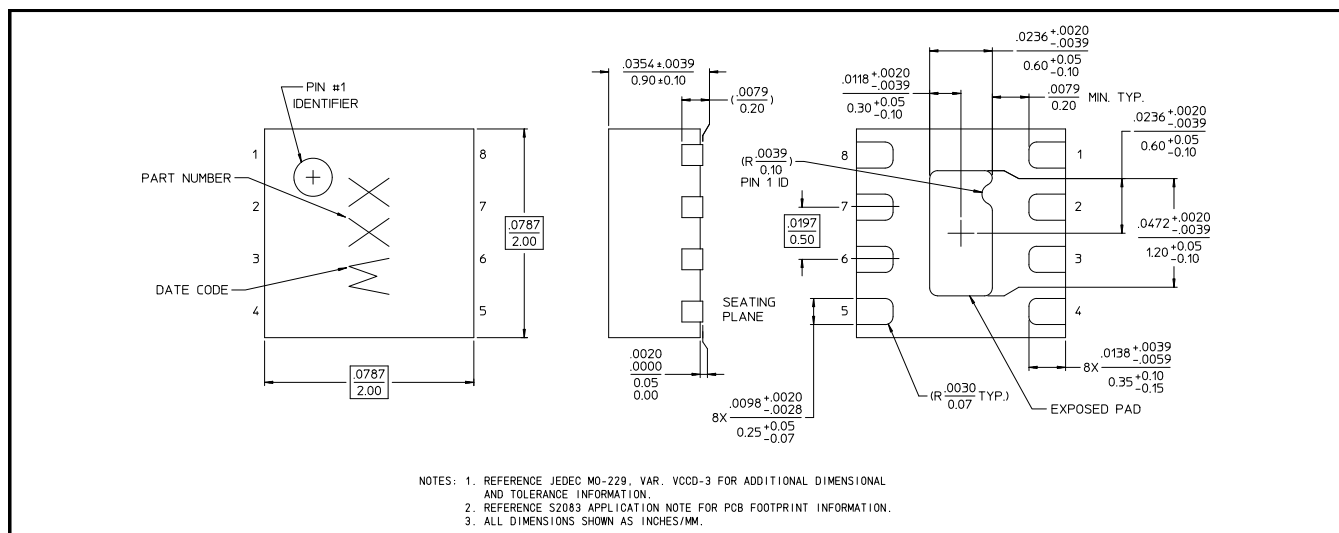 PIN #1
IDENTIFIER
PART NUMBER
DATE CODE
1
2
3
4
8
7
6
5
XXW
.0787
2.00
.0787
2.00
.0354±.0039
0.90±0.10
(.0079
0.20)
SEATING
PLANE
.0020
.0000
0.05
0.00
.0236 +.0020 -.0039
0.60 +0.05 -0.10
.0118 +.0020 -.0039
0.30 +0.05 -0.10
.0079
0.20
MIN. TYP.
.0236 +.0020 -.0039
0.60 +0.05 -0.10
(R .0039
0.10)
PIN 1 ID
.0197
0.50
8
7
6
5
1
2
3
4
.0472 +.0020 -.0039
1.20 +0.05 -0.10
8X .0138 +.0039 -.0059
0.35 +0.10 -0.15
8X .0098 +.0020 -.0028
0.25 +0.05 -0.07
(R .0030
0.07 TYP.)
EXPOSED PAD
NOTES: 1. REFERENCE JEDEC MO-229, VAR. VCCD-3 FOR ADDITIONAL DIMENSIONAL
AND TOLERANCE INFORMATION.
2. REFERENCE S2083 APPLICATION NOTE FOR PCB FOOTPRINT INFORMATION.
3. ALL DIMENSIONS SHOWN AS INCHES/MM.